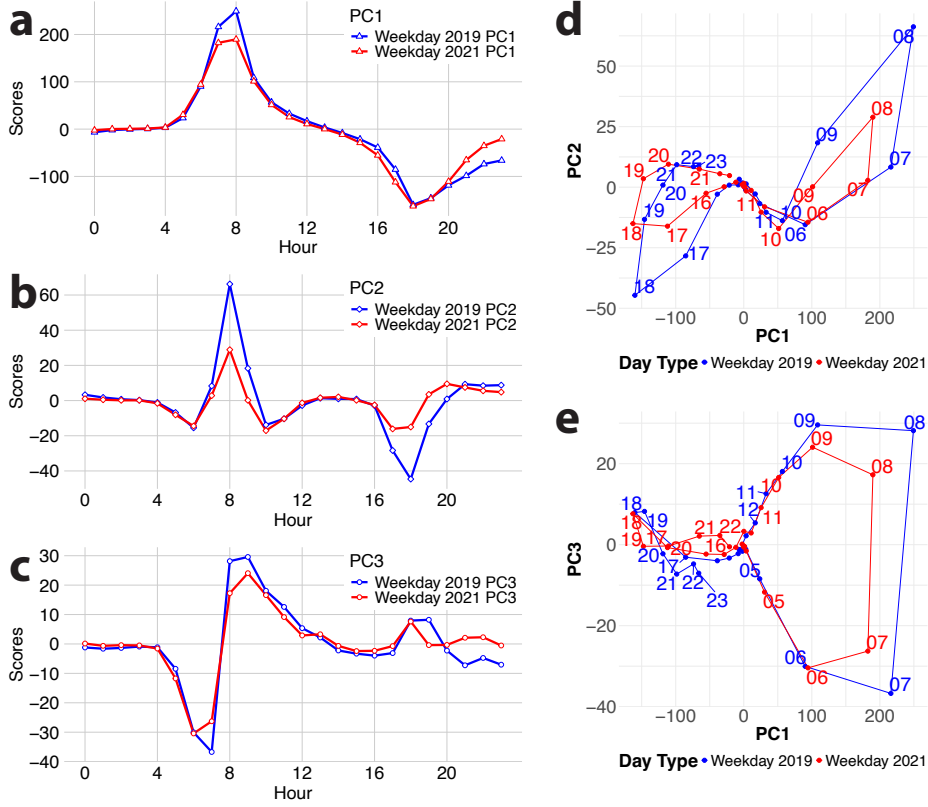 a
PC1
Weekday 2019 PC1
Weekday 2021 PC1
Scores
200
100
0
−100
0 4 8 12 16 20
Hour
b
PC2
Weekday 2019 PC2
Weekday 2021 PC2
Scores
60
40
20
0
−20
−40
0 4 8 12 16 20
Hour
c
PC3
Weekday 2019 PC3
Weekday 2021 PC3
Scores
30
20
10
0
−10
−20
−30
−40
0 4 8 12 16 20
Hour
d
PC2
50
25
0
−25
−50
08
08
09
07
20 22 23
19 21 21
09 07
20 16
19 11
18 17 11 10 06
10 06
17
18
−100 0 100 200
PC1
Day Type Weekday 2019 Weekday 2021
e
PC3
20
0
−20
−40
09 08
09
10 08
11 10
18 12 11
18 19 21 22
17
19 20 20 16
17 05
21 22
23 05
06 07
06 07
−100 0 100 200
PC1
Day Type Weekday 2019 Weekday 2021